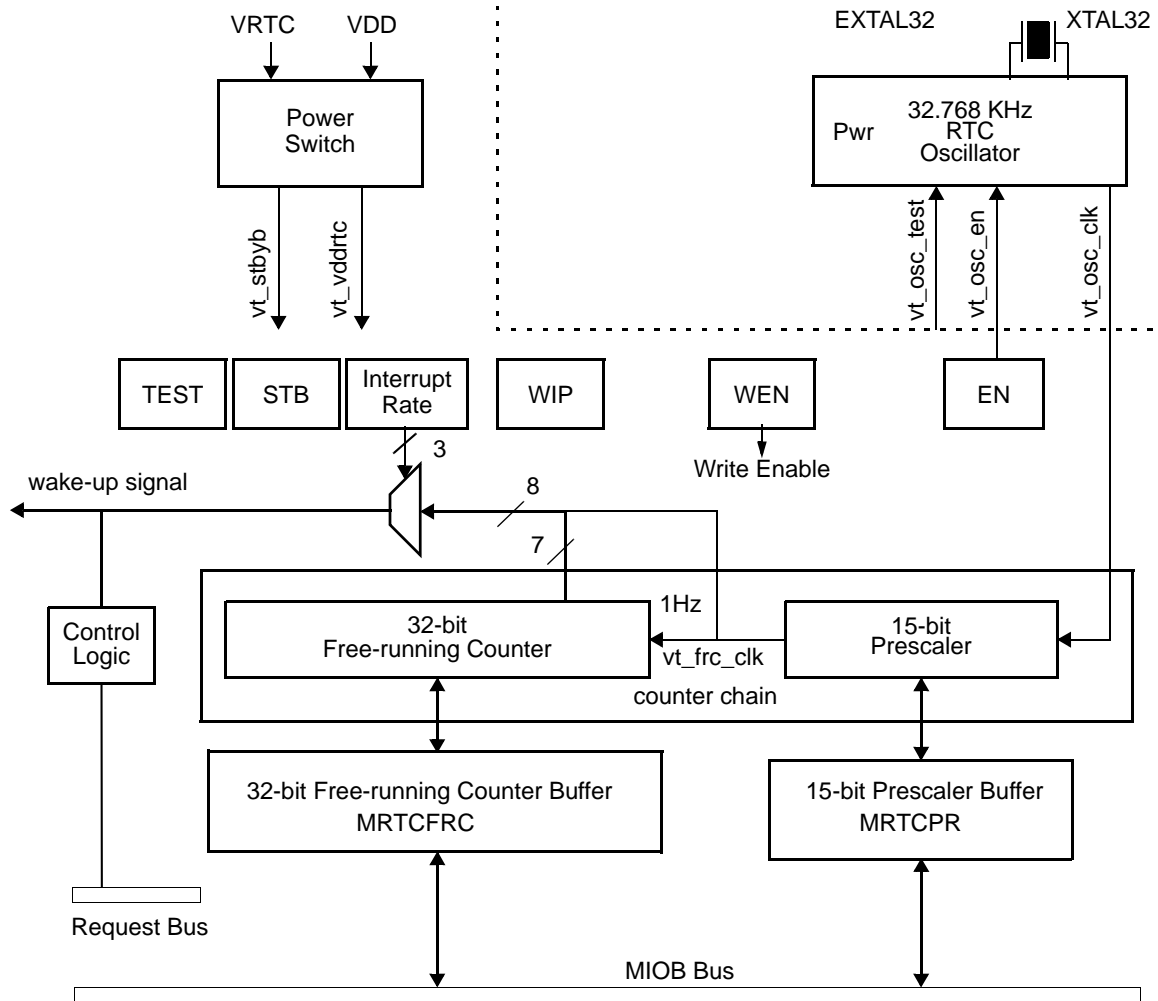 VRTC
VDD
EXTAL32
XTAL32
Power
Switch
Pwr
32.768 KHz
RTC
Oscillator
vt_stbyb
vt_vddrtc
vt_osc_test
vt_osc_en
vt_osc_clk
TEST
STB
Interrupt
Rate
WIP
WEN
EN
3
Write Enable
wake-up signal
8
7
Control
Logic
32-bit
Free-running Counter
1Hz
vt_frc_clk
15-bit
Prescaler
counter chain
32-bit Free-running Counter Buffer
MRTCFRC
15-bit Prescaler Buffer
MRTCPR
Request Bus
MIOB Bus